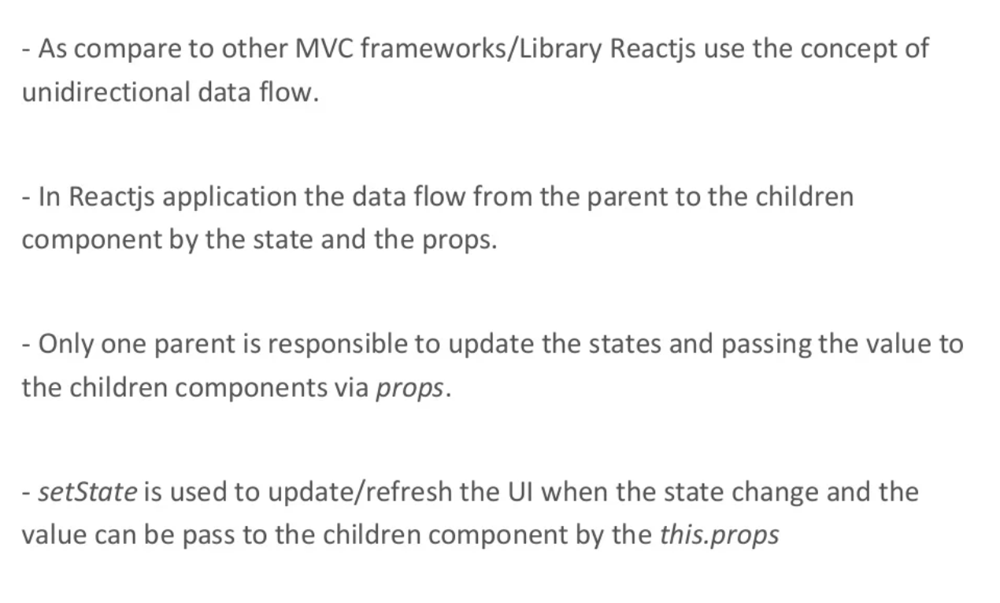 - As compare to other MVC frameworks/Library Reactjs use the concept of
unidirectional data flow.
- In Reactjs application the data flow from the parent to the children
component by the state and the props.
- Only one parent is responsible to update the states and passing the value to
the children components via props.
- setState is used to update/refresh the UI when the state change and the
value can be pass to the children component by the this.props